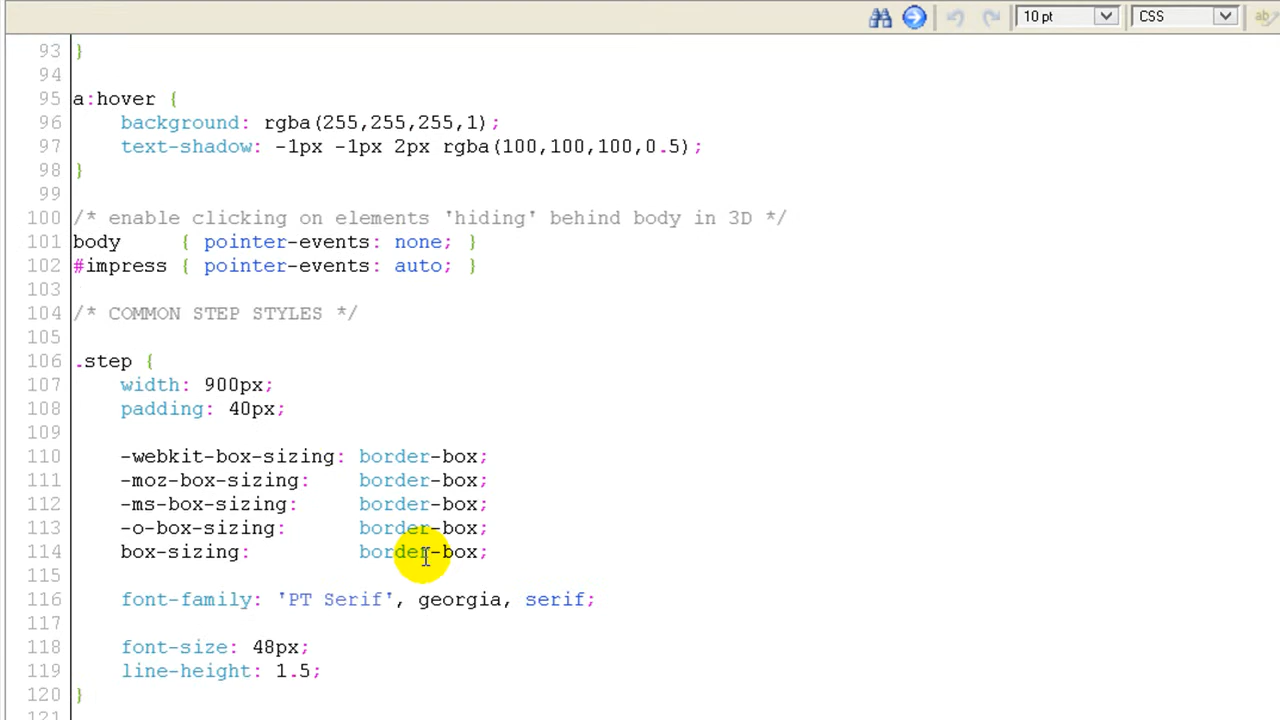 10 pt CSS ab
93 }
94
95 a:hover {
96 background: rgba(255,255,255,1);
97 text-shadow: -1px -1px 2px rgba(100,100,100,0.5);
98 }
99
100 /* enable clicking on elements 'hiding' behind body in 3D */
101 body { pointer-events: none; }
102 #impress { pointer-events: auto; }
103
104 /* COMMON STEP STYLES */
105
106 .step {
107 width: 900px;
108 padding: 40px;
109
110 -webkit-box-sizing: border-box;
111 -moz-box-sizing: border-box;
112 -ms-box-sizing: border-box;
113 -o-box-sizing: border-box;
114 box-sizing: border-box;
115
116 font-family: 'PT Serif', georgia, serif;
117
118 font-size: 48px;
119 line-height: 1.5;
120 }
121